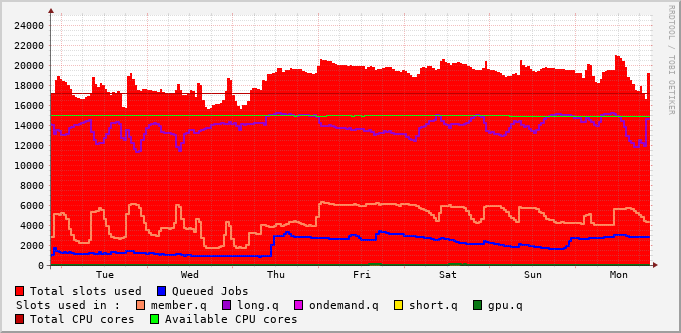 RRDTOOL / TOBI OETIKER
24000
22000
20000
18000
16000
14000
12000
10000
8000
6000
4000
2000
0
Tue Wed Thu Fri Sat Sun Mon
Total slots used Queued Jobs
Slots used in : member.q long.q ondemand.q short.q gpu.q
Total CPU cores Available CPU cores